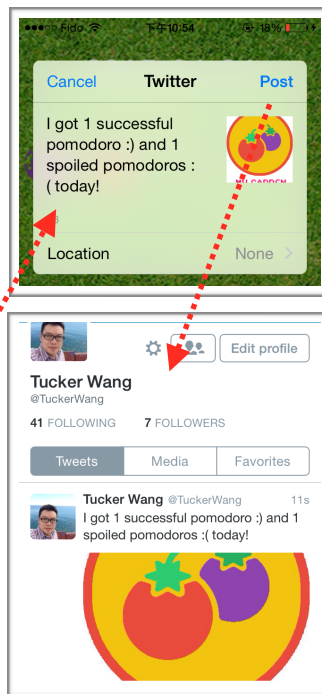 Fido 下午10:54 18%
Cancel Twitter Post
I got 1 successful
pomodoro :) and 1
spoiled pomodoros :
( today!
Location None
Edit profile
Tucker Wang
@TuckerWang
41 FOLLOWING 7 FOLLOWERS
Tweets Media Favorites
Tucker Wang @TuckerWang 11s
I got 1 successful pomodoro :) and 1
spoiled pomodoros :( today!